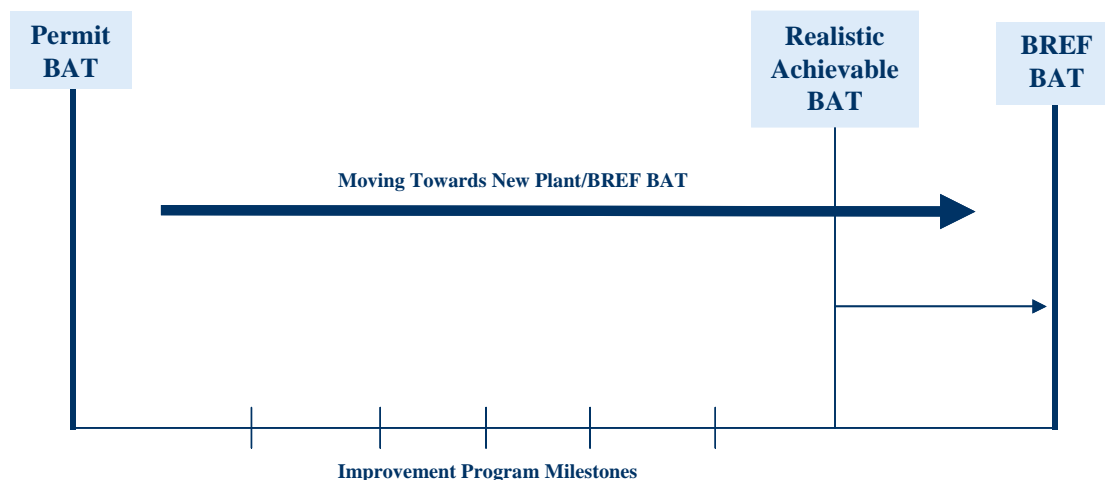 Permit
BAT
Realistic
Achievable
BAT
BREF
BAT
Moving Towards New Plant/BREF BAT
Improvement Program Milestones